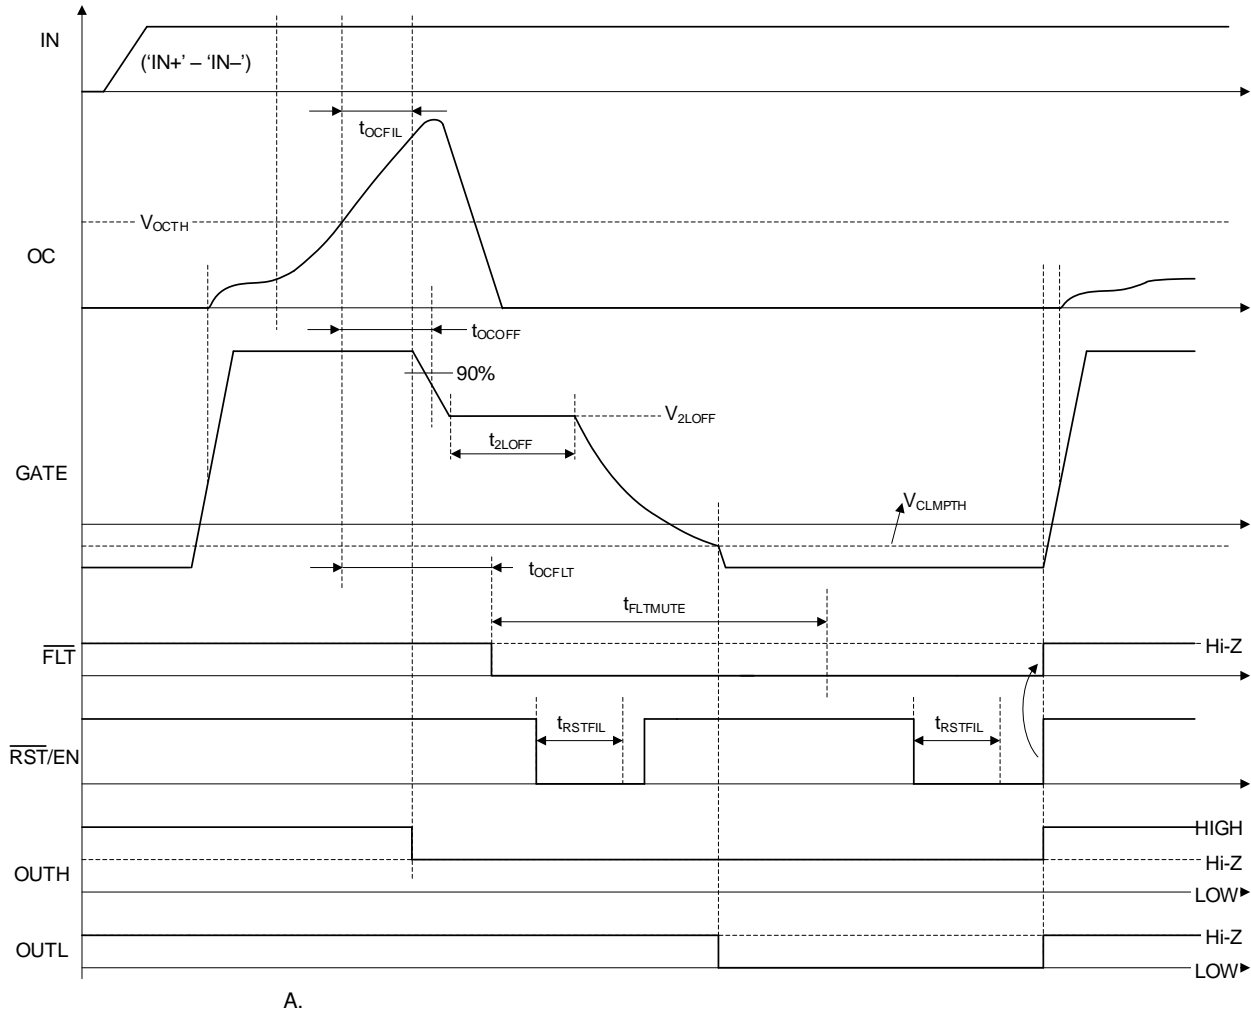 IN
('IN+' – 'IN–')
tOCFIL
VOCTH
OC
tOCOFF
90%
V2LOFF
t2LOFF
GATE
VCLMPTH
tOCFLT
tFLTMUTE
FLT
Hi-Z
RST/EN
tRSTFIL
tRSTFIL
HIGH
OUTH
Hi-Z
LOW
OUTL
Hi-Z
LOW
A.